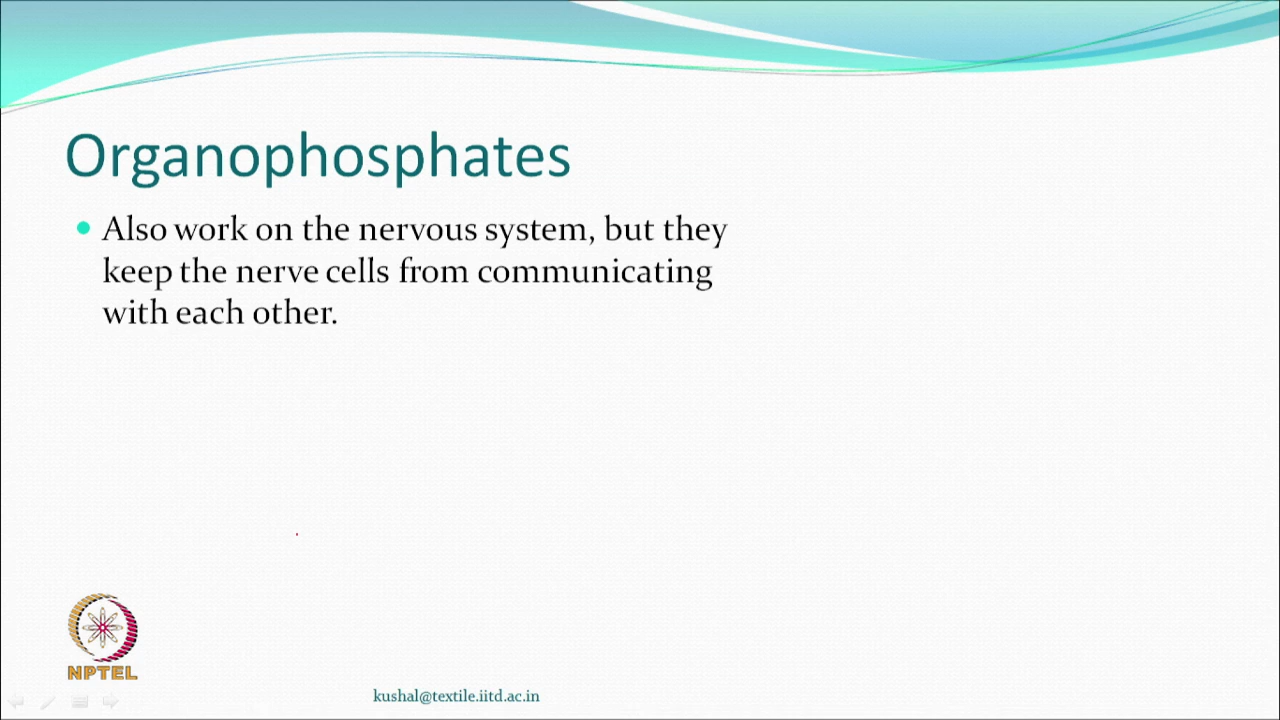 Organophosphates
Also work on the nervous system, but they
keep the nerve cells from communicating
with each other.
NPTEL
kushal@textile.iitd.ac.in